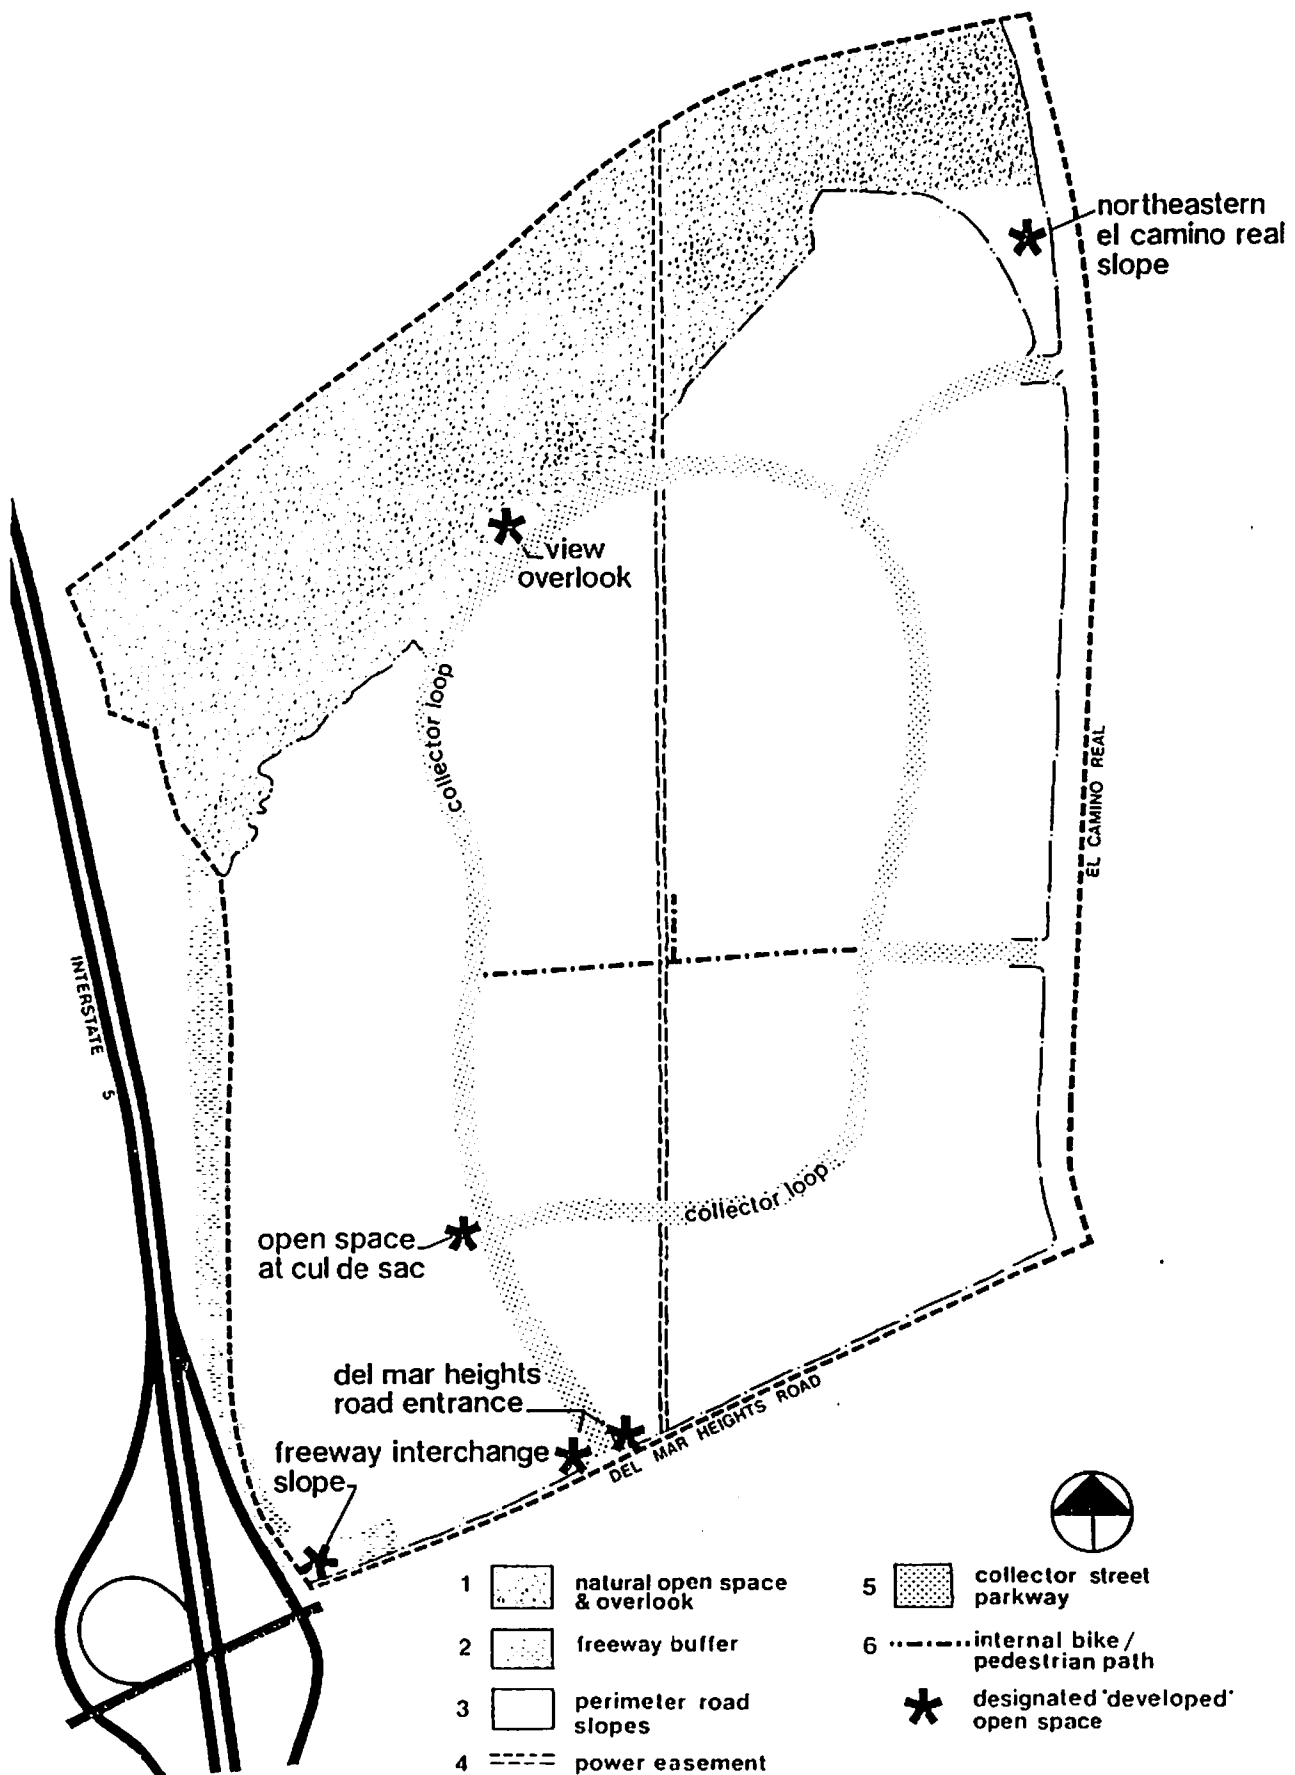 northeastern
el camino real
slope
view
overlook
collector loop
EL CAMINO REAL
INTERSTATE 5
collector loop
open space
at cul de sac
del mar heights
road entrance
freeway interchange
slope
DEL MAR HEIGHTS ROAD
1 natural open space
& overlook
2 freeway buffer
3 perimeter road
slopes
4 power easement
5 collector street
parkway
6 internal bike/
pedestrian path
designated 'developed'
open space